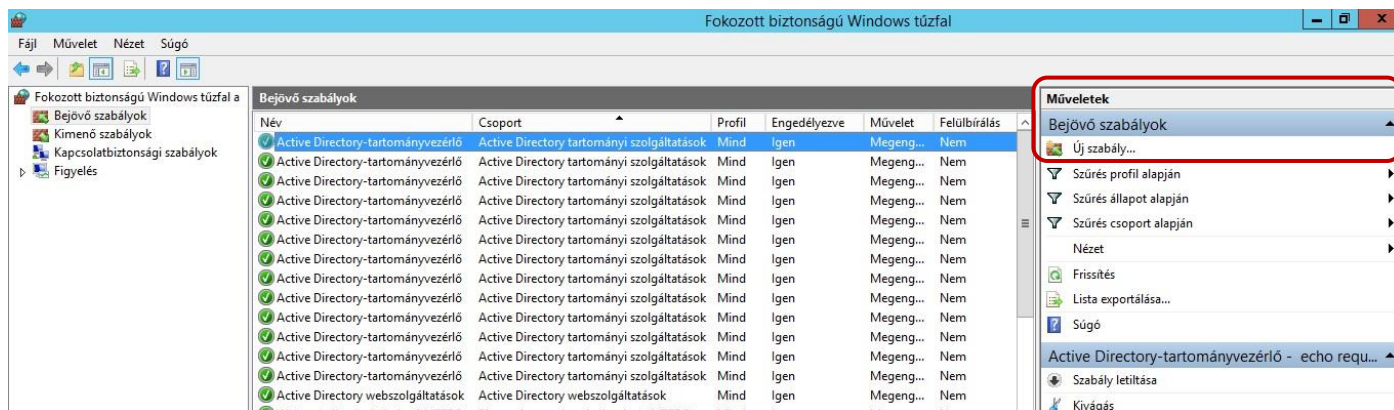 Fokozott biztonságú Windows tűzfal
Fájl Művelet Nézet Súgó
Fokozott biztonságú Windows tűzfal a
Bejövő szabályok
Kimenő szabályok
Kapcsolatbiztonsági szabályok
Figyelés
Bejövő szabályok
Név Csoport Profil Engedélyezve Művelet Felülbírálás
Active Directory-tartományvezérlő Active Directory tartományi szolgáltatások Mind Igen Megeng... Nem
Active Directory-tartományvezérlő Active Directory tartományi szolgáltatások Mind Igen Megeng... Nem
Active Directory-tartományvezérlő Active Directory tartományi szolgáltatások Mind Igen Megeng... Nem
Active Directory-tartományvezérlő Active Directory tartományi szolgáltatások Mind Igen Megeng... Nem
Active Directory-tartományvezérlő Active Directory tartományi szolgáltatások Mind Igen Megeng... Nem
Active Directory-tartományvezérlő Active Directory tartományi szolgáltatások Mind Igen Megeng... Nem
Active Directory-tartományvezérlő Active Directory tartományi szolgáltatások Mind Igen Megeng... Nem
Active Directory-tartományvezérlő Active Directory tartományi szolgáltatások Mind Igen Megeng... Nem
Active Directory-tartományvezérlő Active Directory tartományi szolgáltatások Mind Igen Megeng... Nem
Active Directory-tartományvezérlő Active Directory tartományi szolgáltatások Mind Igen Megeng... Nem
Active Directory-tartományvezérlő Active Directory tartományi szolgáltatások Mind Igen Megeng... Nem
Active Directory-tartományvezérlő Active Directory tartományi szolgáltatások Mind Igen Megeng... Nem
Active Directory-tartományvezérlő Active Directory tartományi szolgáltatások Mind Igen Megeng... Nem
Active Directory webszolgáltatások Active Directory webszolgáltatások Mind Igen Megeng... Nem
Műveletek
Bejövő szabályok
Új szabály...
Szűrés profil alapján
Szűrés állapot alapján
Szűrés csoport alapján
Nézet
Frissítés
Lista exportálása...
Súgó
Active Directory-tartományvezérlő - echo requ...
Szabály letiltása
Kivágás